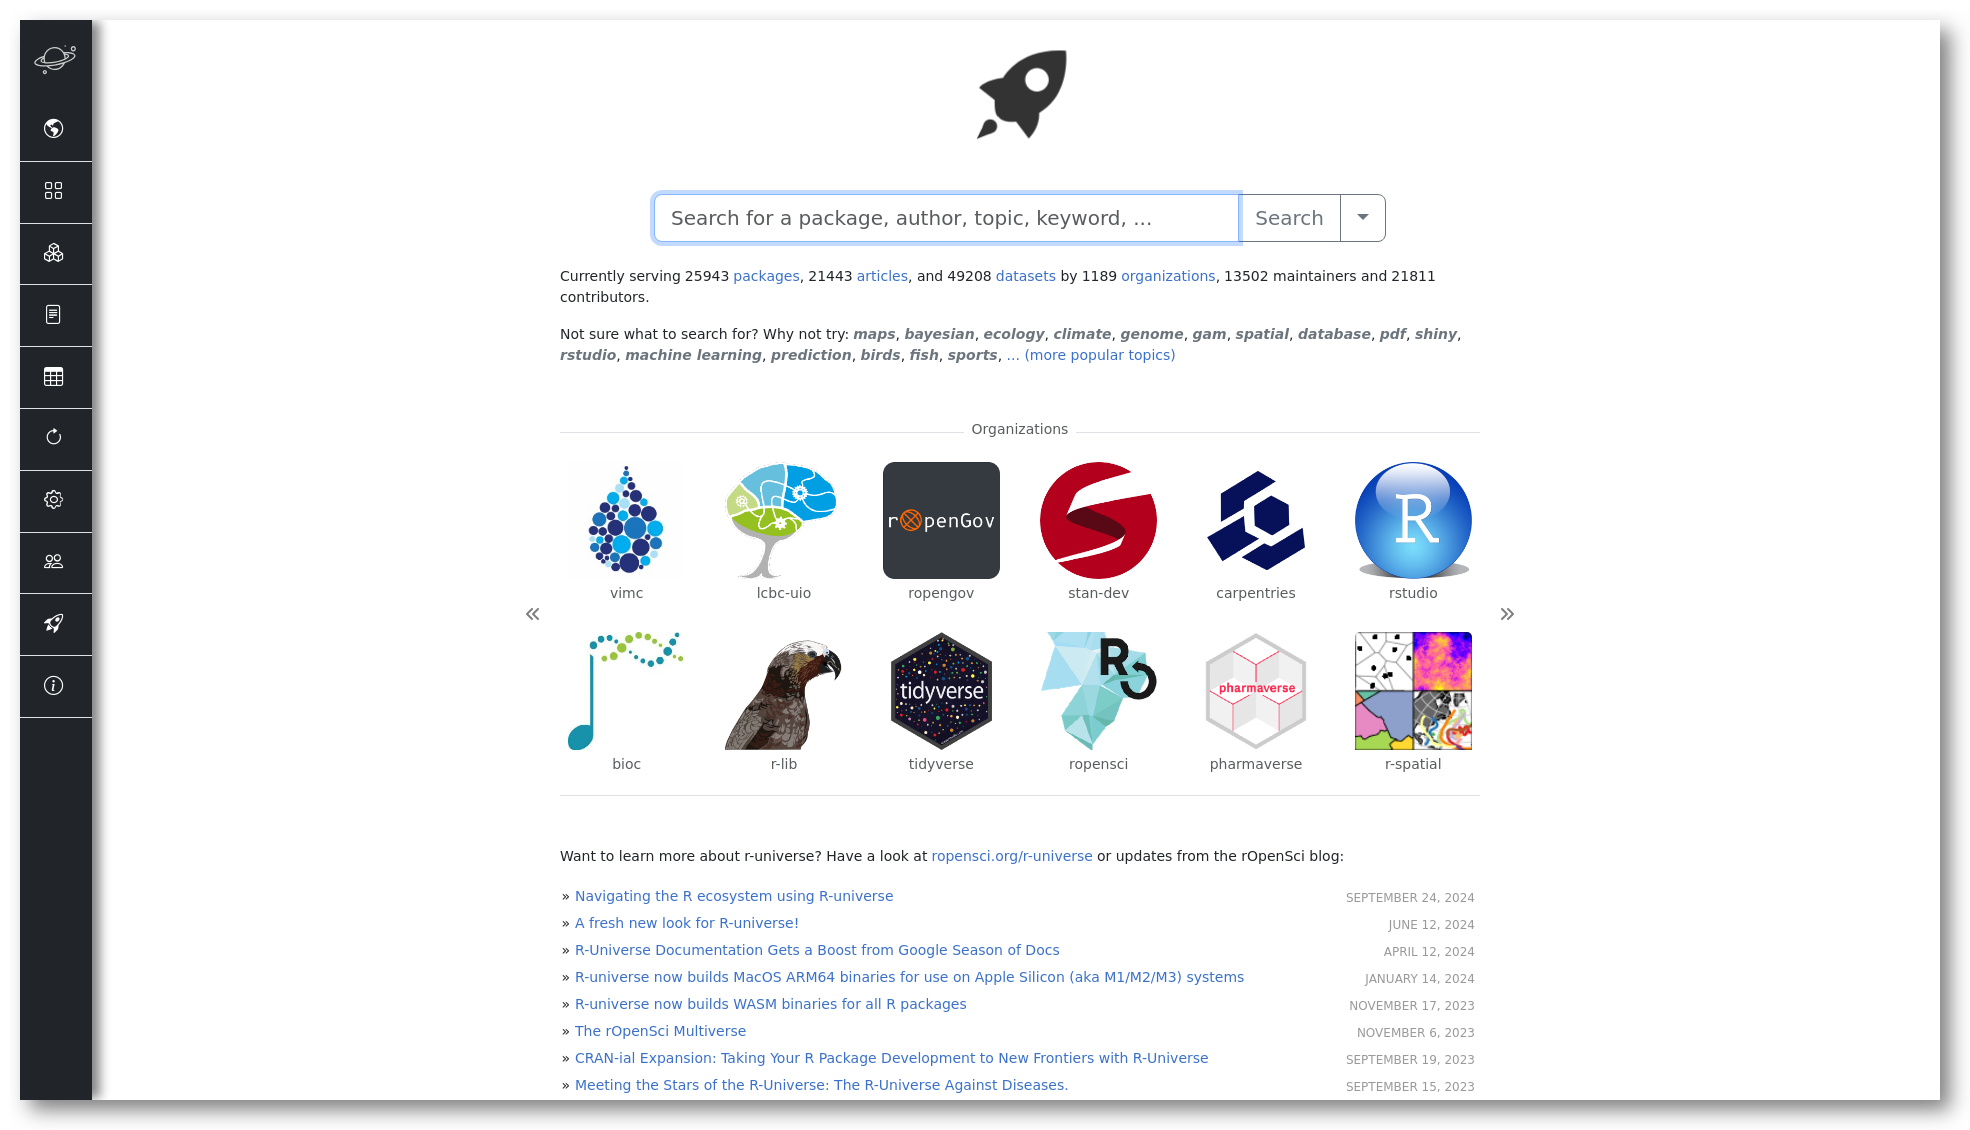 Search for a package, author, topic, keyword, ...
Search
Currently serving 25943 packages, 21443 articles, and 49208 datasets by 1189 organizations, 13502 maintainers and 21811
contributors.
Not sure what to search for? Why not try: maps, bayesian, ecology, climate, genome, gam, spatial, database, pdf, shiny,
rstudio, machine learning, prediction, birds, fish, sports, ... (more popular topics)
Organizations
rOpenGov
R
vimc
lcbc-uio
ropengov
stan-dev
carpentries
rstudio
«
»
tidyverse
R
pharmaverse
bioc
r-lib
tidyverse
ropensci
pharmaverse
r-spatial
Want to learn more about r-universe? Have a look at ropensci.org/r-universe or updates from the rOpenSci blog:
» Navigating the R ecosystem using R-universe SEPTEMBER 24, 2024
» A fresh new look for R-universe! JUNE 12, 2024
» R-Universe Documentation Gets a Boost from Google Season of Docs APRIL 12, 2024
» R-universe now builds MacOS ARM64 binaries for use on Apple Silicon (aka M1/M2/M3) systems JANUARY 14, 2024
» R-universe now builds WASM binaries for all R packages NOVEMBER 17, 2023
» The rOpenSci Multiverse NOVEMBER 6, 2023
» CRAN-ial Expansion: Taking Your R Package Development to New Frontiers with R-Universe SEPTEMBER 19, 2023
» Meeting the Stars of the R-Universe: The R-Universe Against Diseases. SEPTEMBER 15, 2023